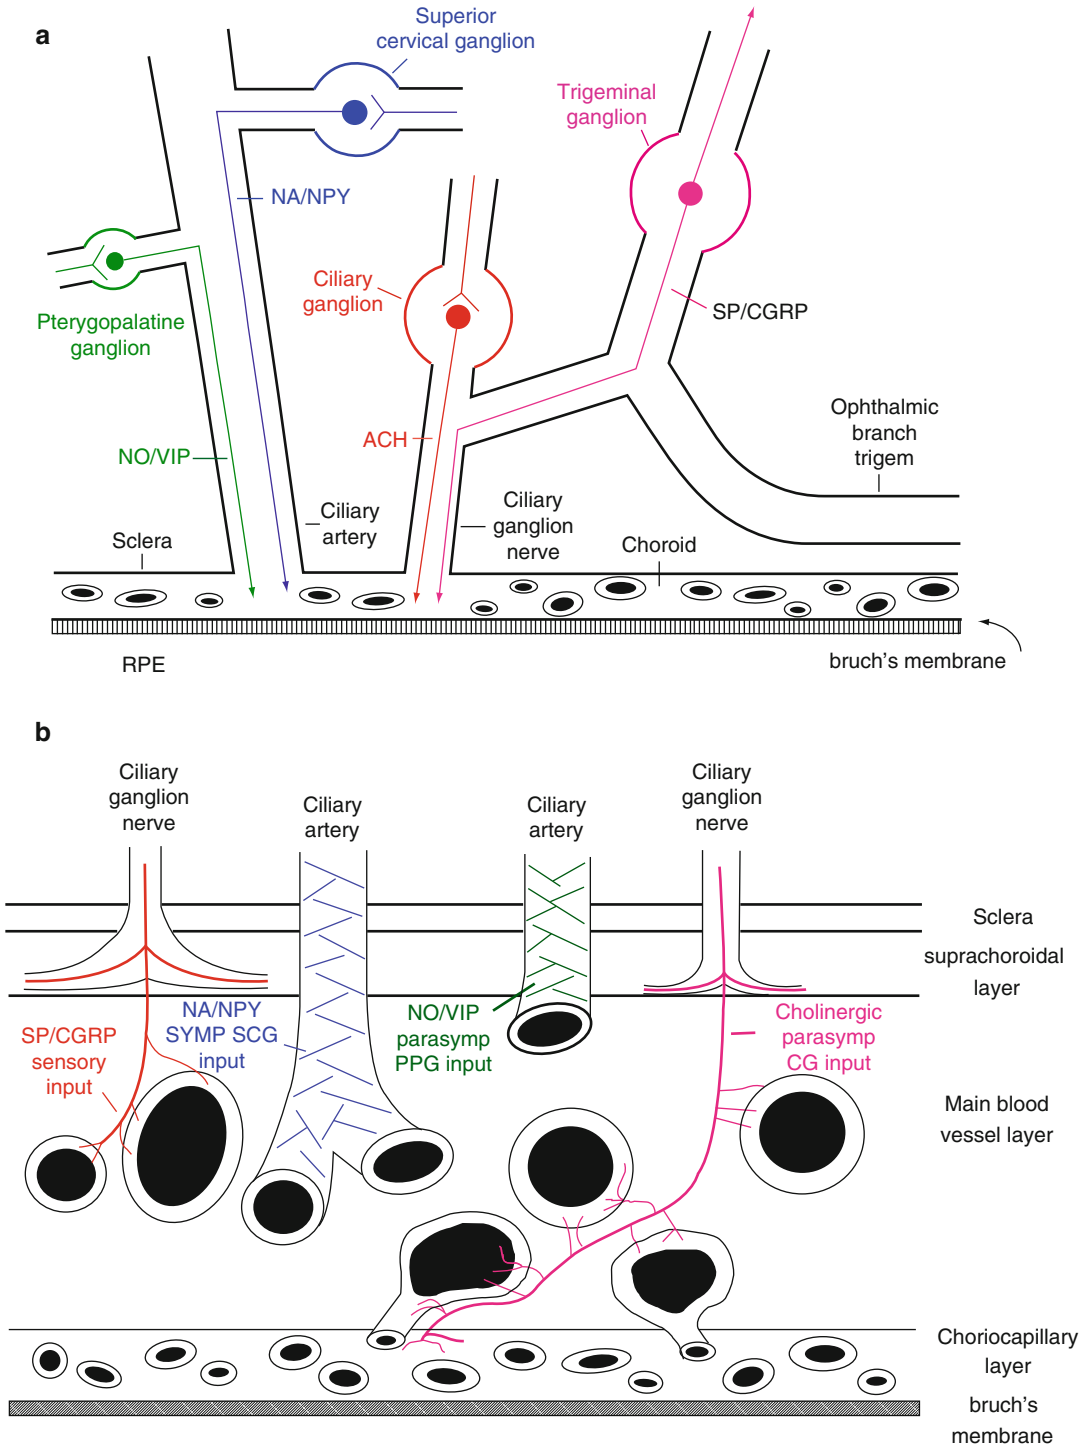 a
Superior
cervical ganglion
Trigeminal
ganglion
NA/NPY
Ciliary
ganglion
SP/CGRP
Pterygopalatine
ganglion
Ophthalmic
branch
trigem
ACH
NO/VIP
Ciliary
artery
Ciliary
ganglion
nerve
Sclera
Choroid
RPE
bruch's membrane
b
Ciliary
ganglion
nerve
Ciliary
artery
Ciliary
artery
Ciliary
ganglion
nerve
Sclera
suprachoroidal
layer
SP/CGRP
sensory
input
NA/NPY
SYMP SCG
input
NO/VIP
parasymp
PPG input
Cholinergic
parasymp
CG input
Main blood
vessel layer
Choriocapillary
layer
bruch's
membrane